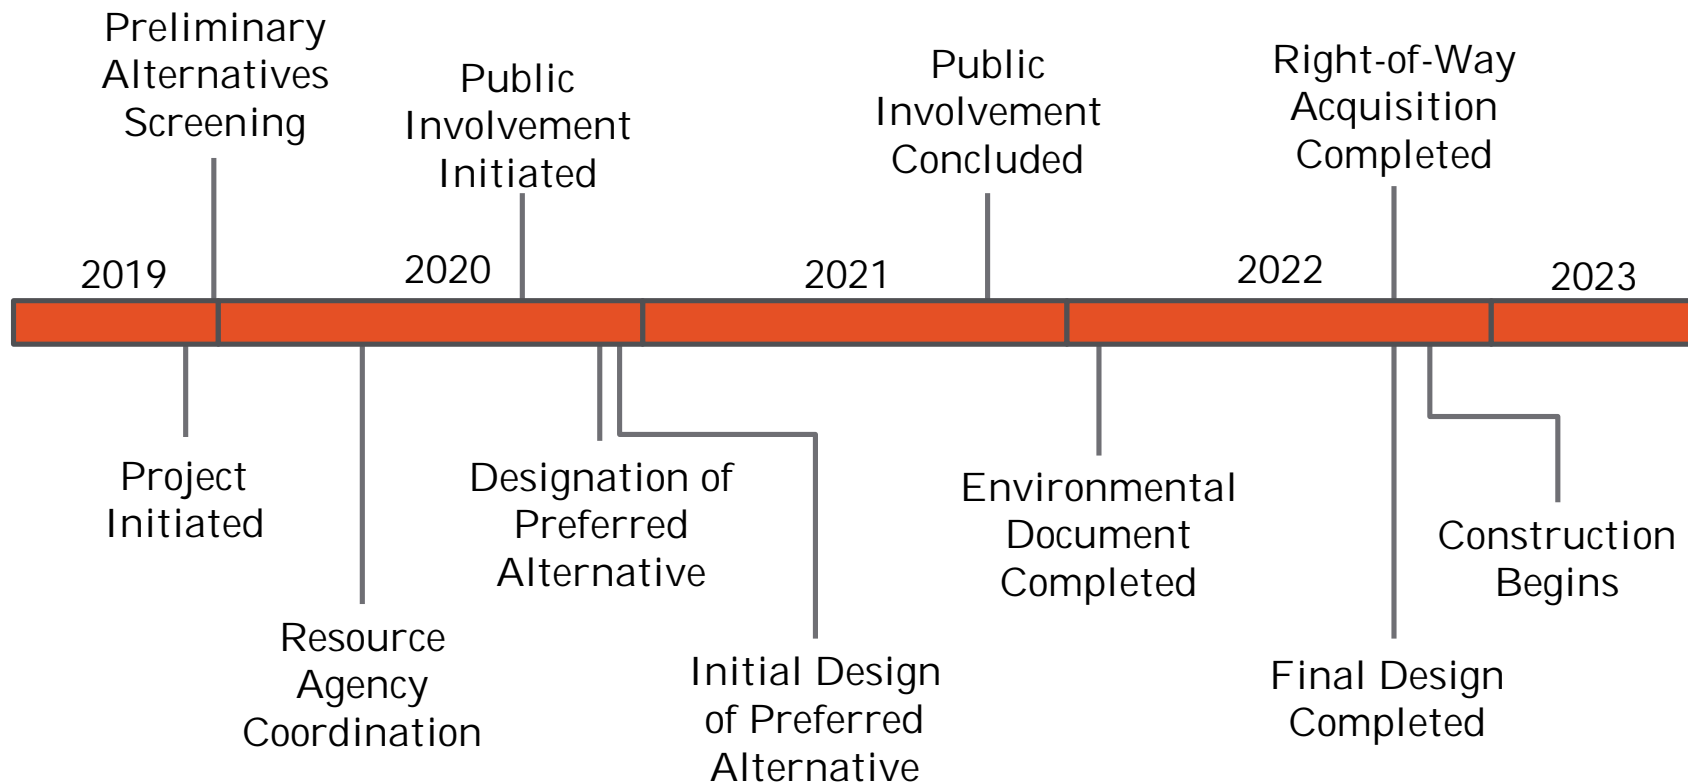 Preliminary
Alternatives
Screening
Public
Involvement
Initiated
Public
Involvement
Concluded
Right-of-Way
Acquisition
Completed
2019
2020
2021
2022
2023
Project
Initiated
Resource
Agency
Coordination
Designation of
Preferred
Alternative
Initial Design
of Preferred
Alternative
Environmental
Document
Completed
Final Design
Completed
Construction
Begins